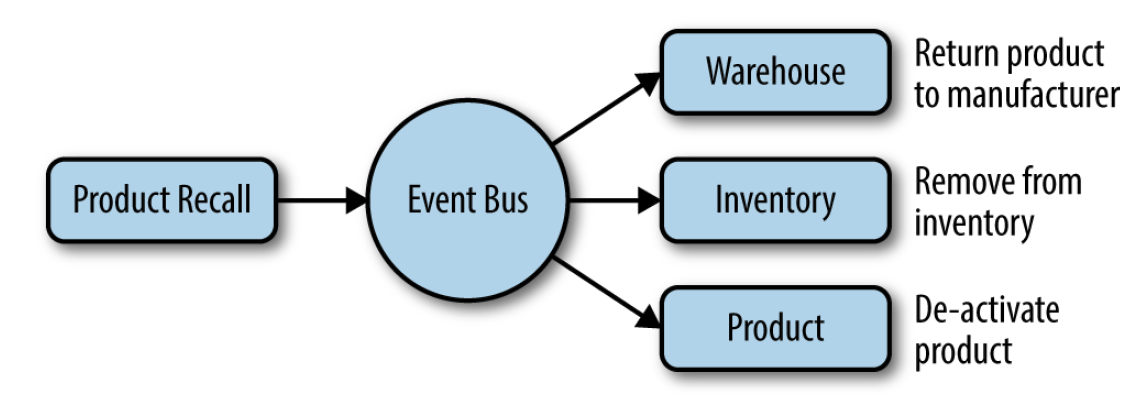 Product Recall
Event Bus
Warehouse
Return product
to manufacturer
Inventory
Remove from
inventory
Product
De-activate
product